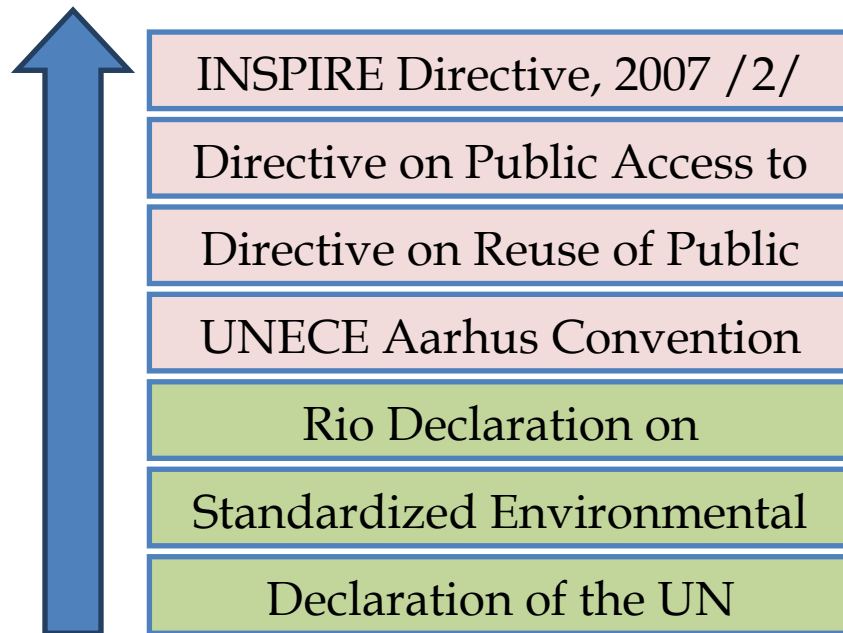 INSPIRE Directive, 2007 /2/
Directive on Public Access to
Directive on Reuse of Public
UNECE Aarhus Convention
Rio Declaration on
Standardized Environmental
Declaration of the UN